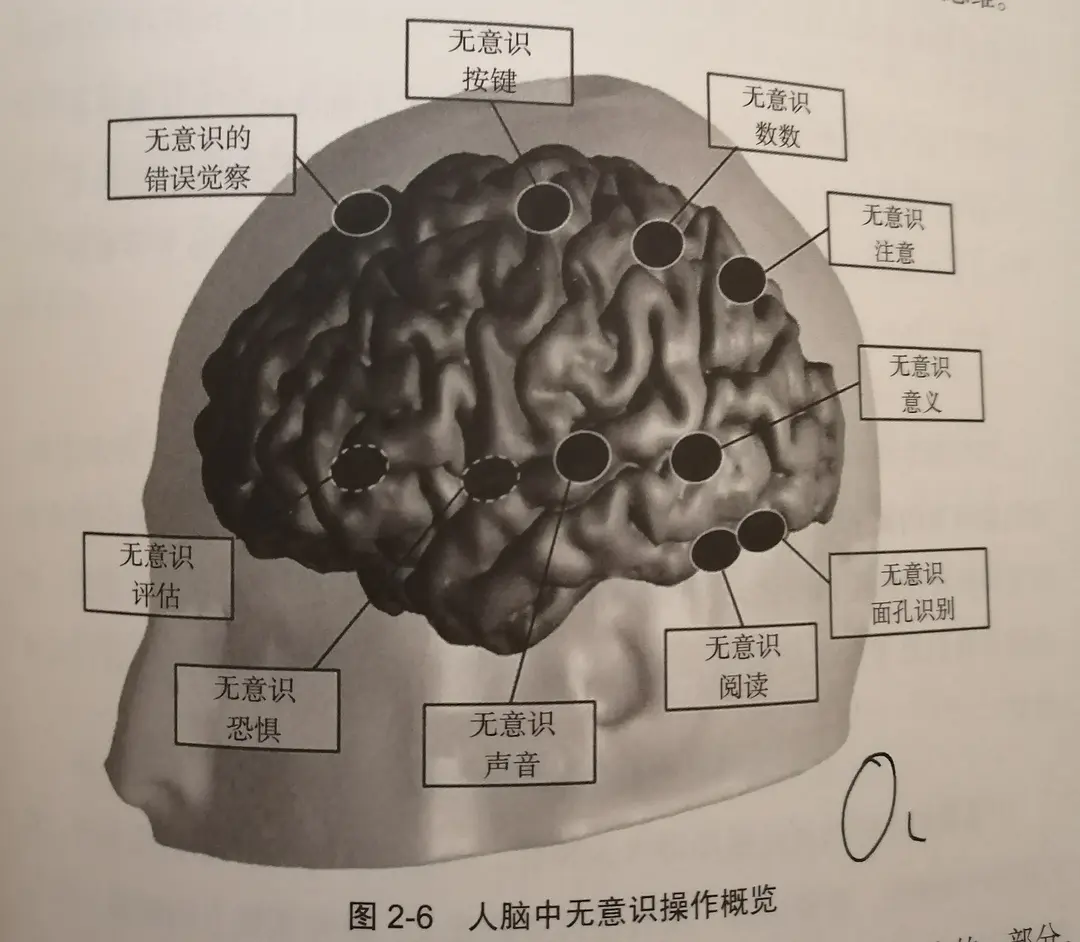 无意识
按键
无意识
数数
无意识的
错误觉察
无意识
注意
无意识
意义
无意识
评估
无意识
面孔识别
无意识
阅读
无意识
恐惧
无意识
声音
图 2-6 人脑中无意识操作概览
部分